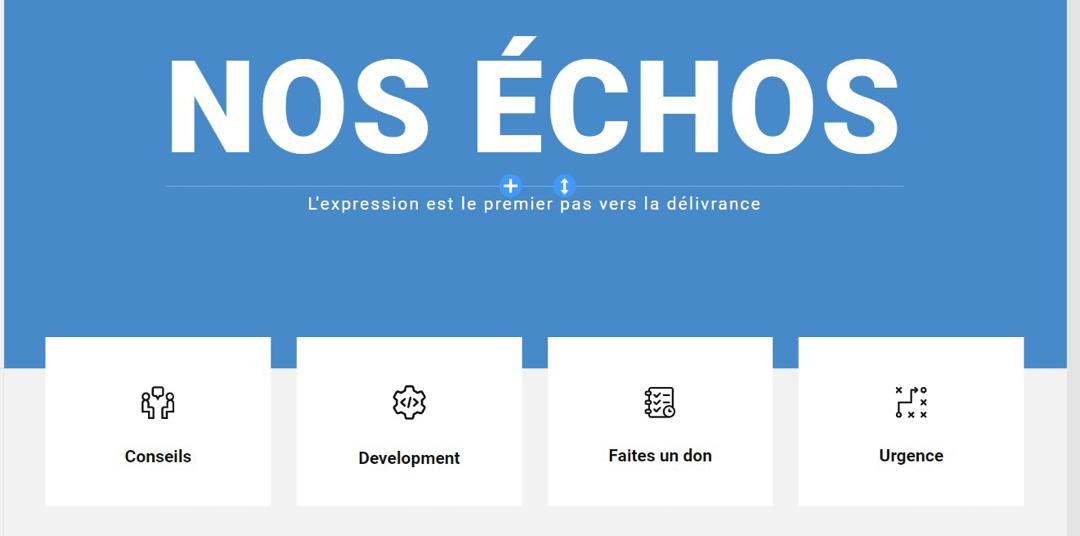 NOS ÉCHOS
L'expression est le premier pas vers la délivrance
Conseils
Development
Faites un don
Urgence